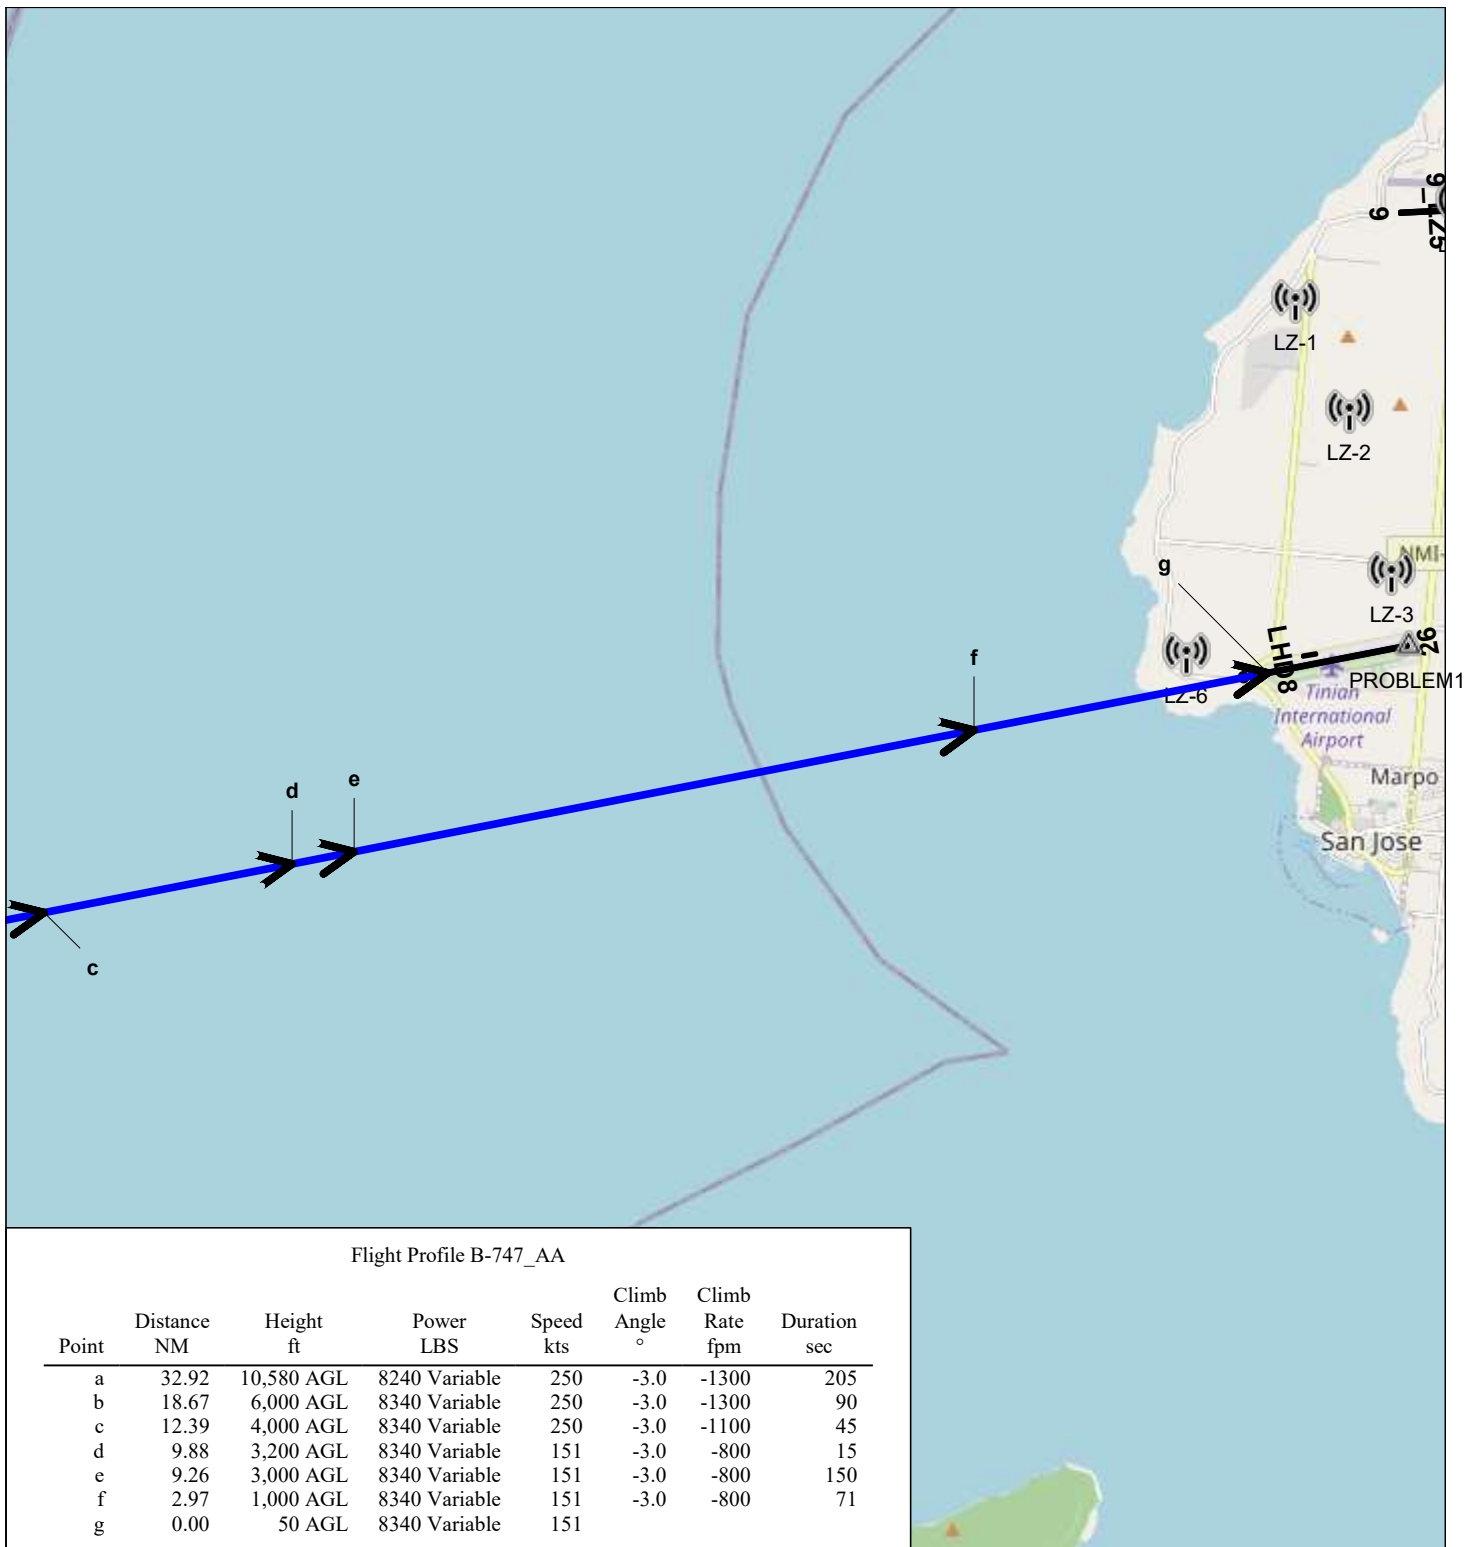 9
9
_LZ5
LZ-1
LZ-2
NMI-
g
LZ-3
LHD8
26
f
LZ-6
PROBLEM1
Tinian
International
Airport
e
d
Marpo
San Jose
c
Flight Profile B-747_AA
Climb Climb
Distance Height Power Speed Angle Rate Duration
Point NM ft LBS kts ° fpm sec
a 32.92 10,580 AGL 8240 Variable 250 -3.0 -1300 205
b 18.67 6,000 AGL 8340 Variable 250 -3.0 -1300 90
c 12.39 4,000 AGL 8340 Variable 250 -3.0 -1100 45
d 9.88 3,200 AGL 8340 Variable 151 -3.0 -800 15
e 9.26 3,000 AGL 8340 Variable 151 -3.0 -800 150
f 2.97 1,000 AGL 8340 Variable 151 -3.0 -800 71
g 0.00 50 AGL 8340 Variable 151